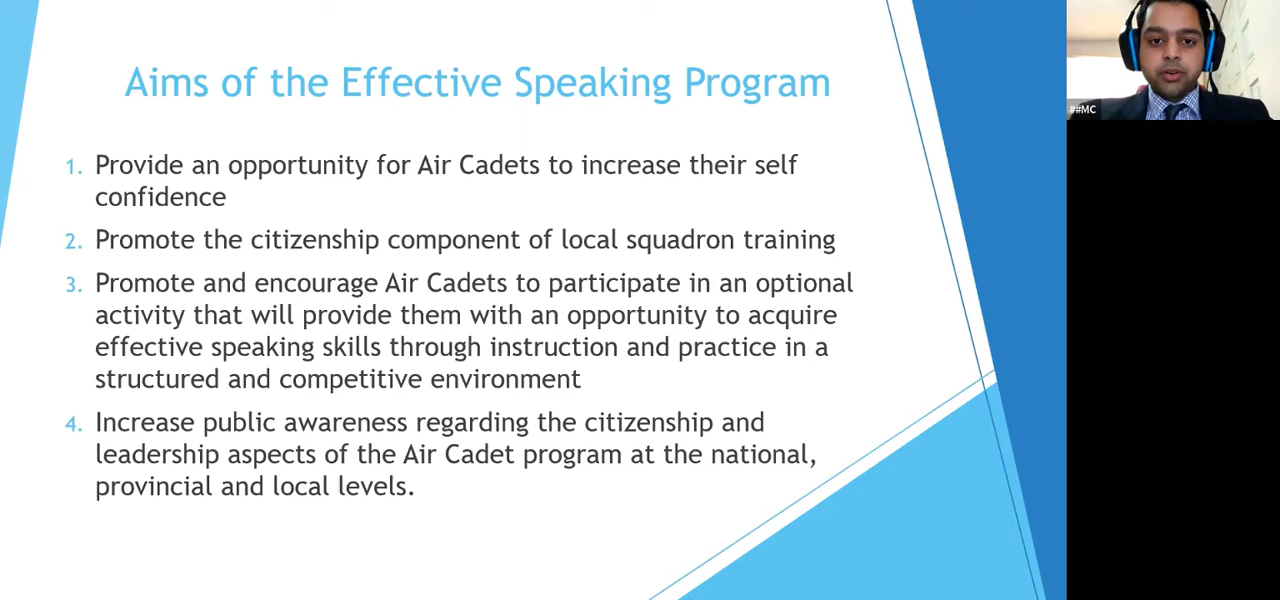 Aims of the Effective Speaking Program
1. Provide an opportunity for Air Cadets to increase their self
confidence
2. Promote the citizenship component of local squadron training
3. Promote and encourage Air Cadets to participate in an optional
activity that will provide them with an opportunity to acquire
effective speaking skills through instruction and practice in a
structured and competitive environment
4. Increase public awareness regarding the citizenship and
leadership aspects of the Air Cadet program at the national,
provincial and local levels.
##MC